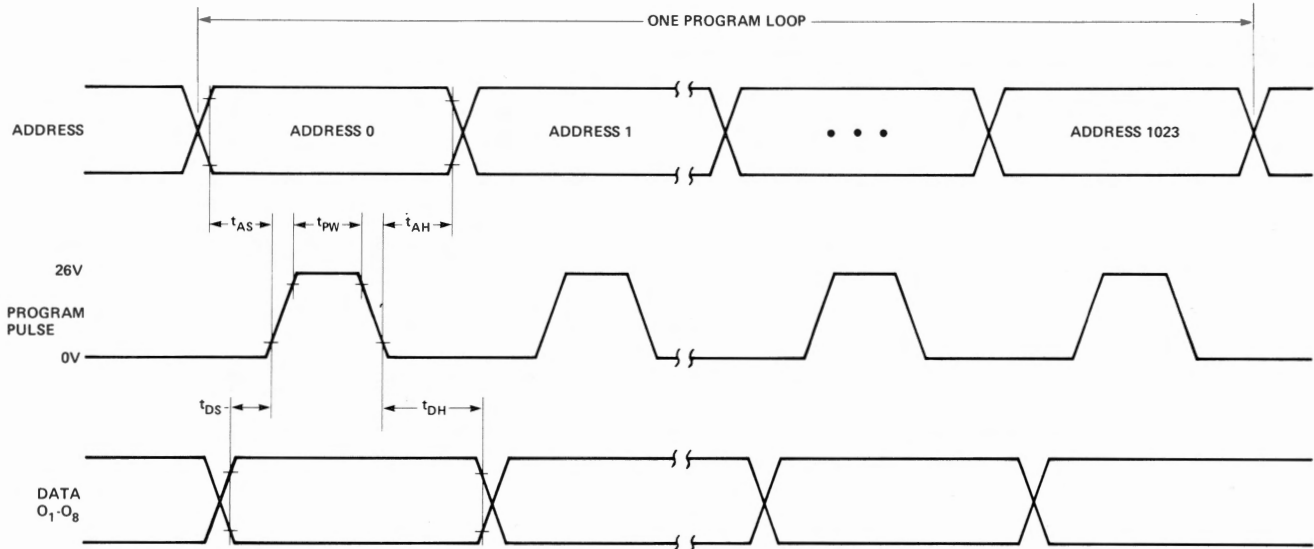 ONE PROGRAM LOOP
ADDRESS
ADDRESS 0
ADDRESS 1
• • •
ADDRESS 1023
tAS
tPW
tAH
26V
PROGRAM
PULSE
0V
tDS
tDH
DATA
O1-O8